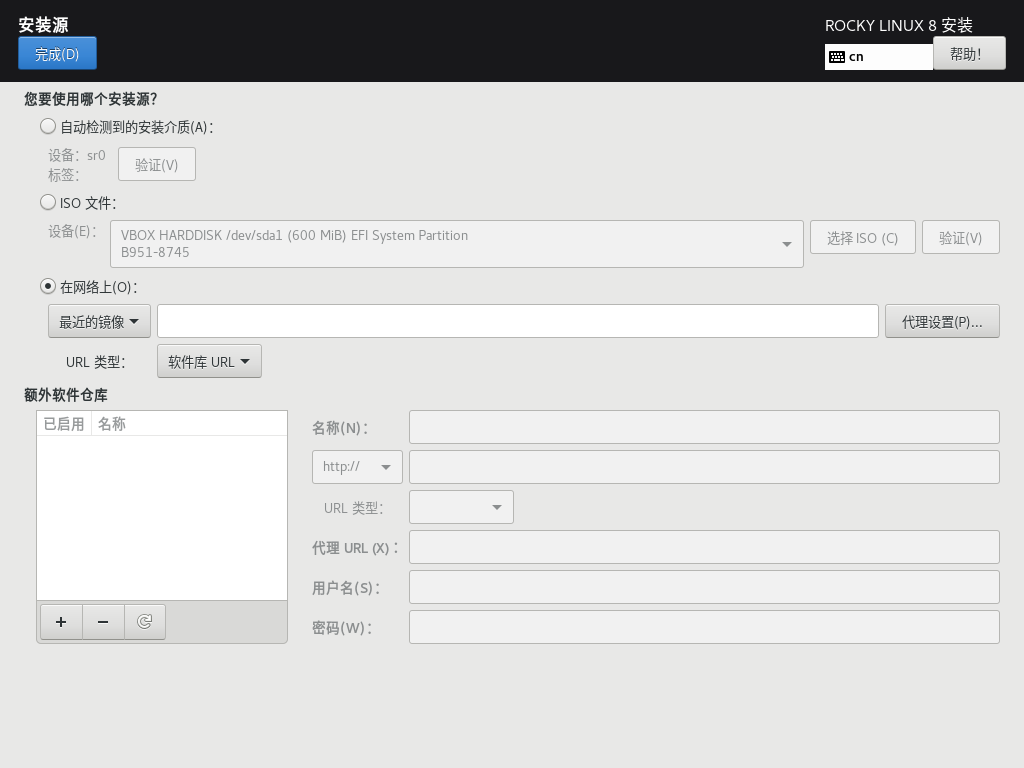 安装源
ROCKY LINUX 8 安装
完成(D)
cn
帮助！
您要使用哪个安装源？
自动检测到的安装介质(A)：
设备：sr0
标签：
验证(V)
ISO 文件：
设备(E)：
VBOX HARDDISK /dev/sda1 (600 MiB) EFI System Partition
B951-8745
选择 ISO (C)
验证(V)
在网络上(O)：
最近的镜像
代理设置(P)...
URL 类型：
软件库 URL
额外软件仓库
已启用 名称
名称(N)：
http://
URL 类型：
代理 URL (X)：
用户名(S)：
密码(W)：